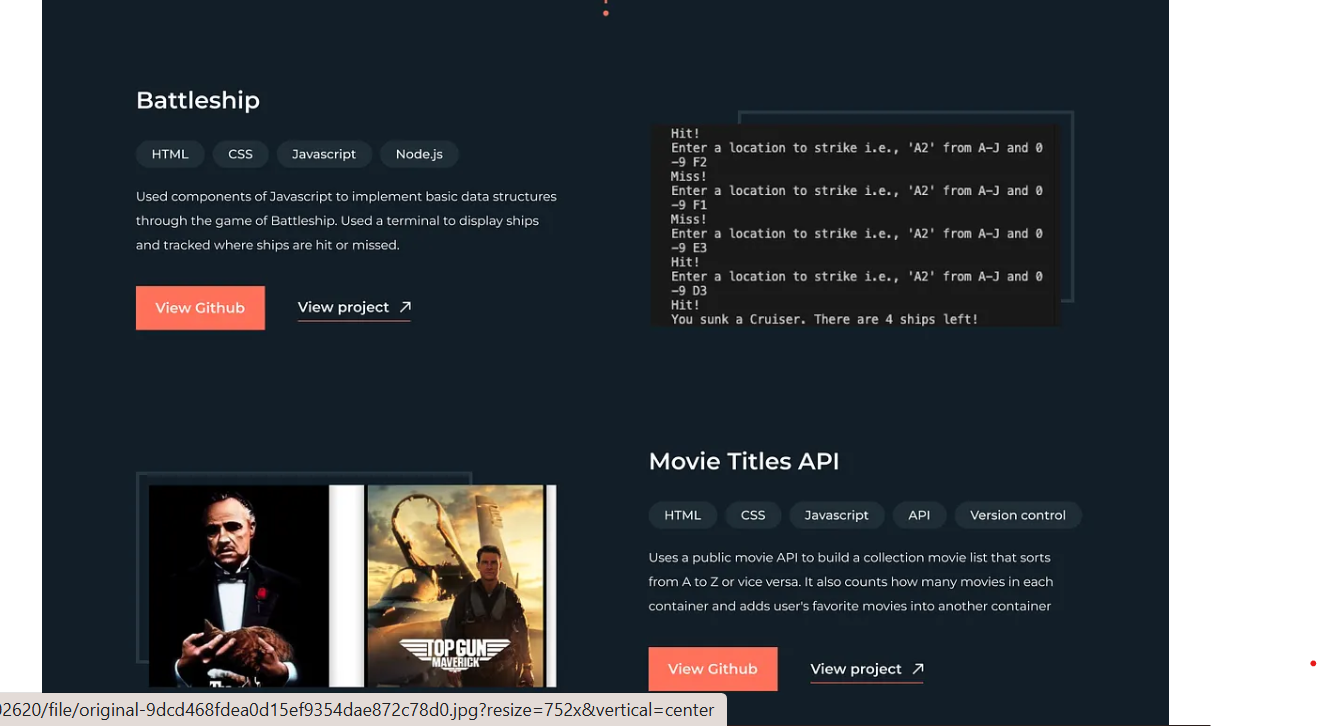 Battleship
HTML CSS Javascript Node.js
Used components of Javascript to implement basic data structures
through the game of Battleship. Used a terminal to display ships
and tracked where ships are hit or missed.
View Github View project
Hit!
Enter a location to strike i.e., 'A2' from A-J and 0
-9 F2
Miss!
Enter a location to strike i.e., 'A2' from A-J and 0
-9 F1
Miss!
Enter a location to strike i.e., 'A2' from A-J and 0
-9 E3
Hit!
Enter a location to strike i.e., 'A2' from A-J and 0
-9 D3
Hit!
You sunk a Cruiser. There are 4 ships left!
TOP GUN
MAVERICK
Movie Titles API
HTML CSS Javascript API Version control
Uses a public movie API to build a collection movie list that sorts
from A to Z or vice versa. It also counts how many movies in each
container and adds user's favorite movies into another container
View Github View project
02620/file/original-9dcd468fdea0d15ef9354dae872c78d0.jpg?resize=752x&vertical=center